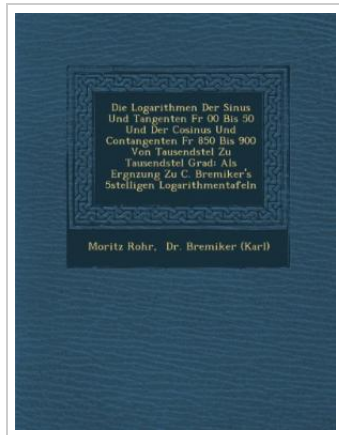 Die Logarithmen Der Sinus
Und Tangenten Fr 00 Bis 50
Und Der Cosinus Und
Contangenten Fr 850 Bis 900
Von Tausendstel Zu
Tausendstel Grad: Als
Ergnzung Zu C. Bremiker's
5stelligen Logarithmentafeln
Moritz Rohr, Dr. Bremiker (Karl)